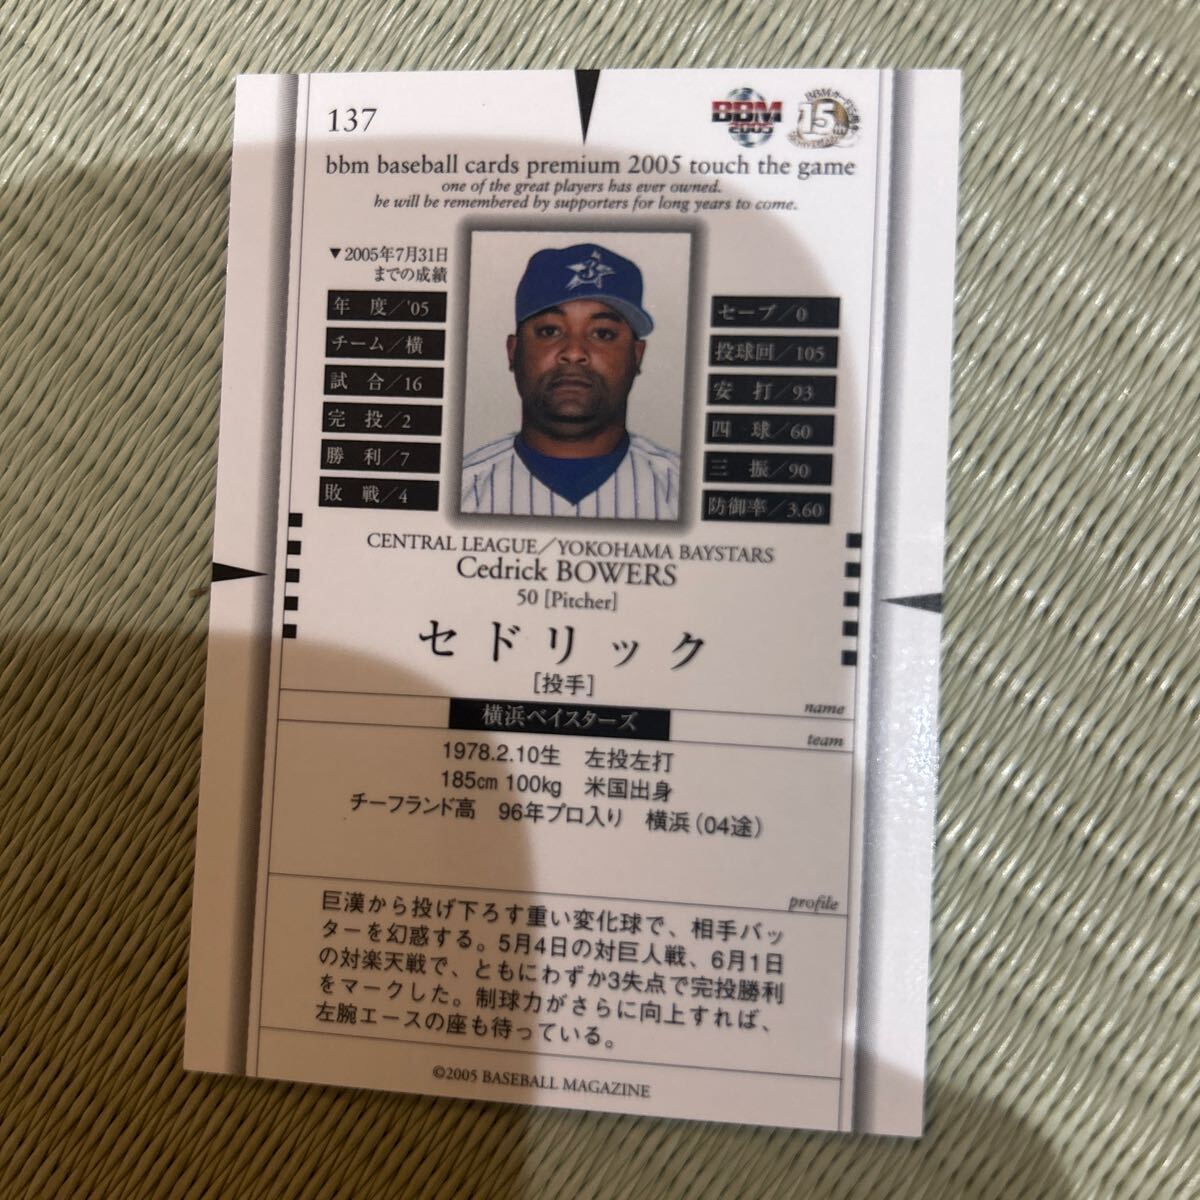 137
BBM
2005
15
bbm baseball cards premium 2005 touch the game
one of the great players has ever owned.
he will be remembered by supporters for long years to come.
▼2005年7月31日
までの成績
年 度/'05
チーム/横
試 合/16
完 投/2
勝 利/7
敗 戦/4
セーブ/0
投球回/105
安 打/93
四 球/60
三 振/90
防御率/3.60
CENTRAL LEAGUE/YOKOHAMA BAYSTARS
Cedrick BOWERS
50 [Pitcher]
セドリック
[投手]
name
横浜ベイスターズ
team
1978.2.10生 左投左打
185cm 100kg 米国出身
チーフランド高 96年プロ入り 横浜(04途)
profile
巨漢から投げ下ろす重い変化球で、相手バッ
ターを幻惑する。5月4日の対巨人戦、6月1日
の対楽天戦で、ともにわずか3失点で完投勝利
をマークした。制球力がさらに向上すれば、
左腕エースの座も待っている。
©2005 BASEBALL MAGAZINE